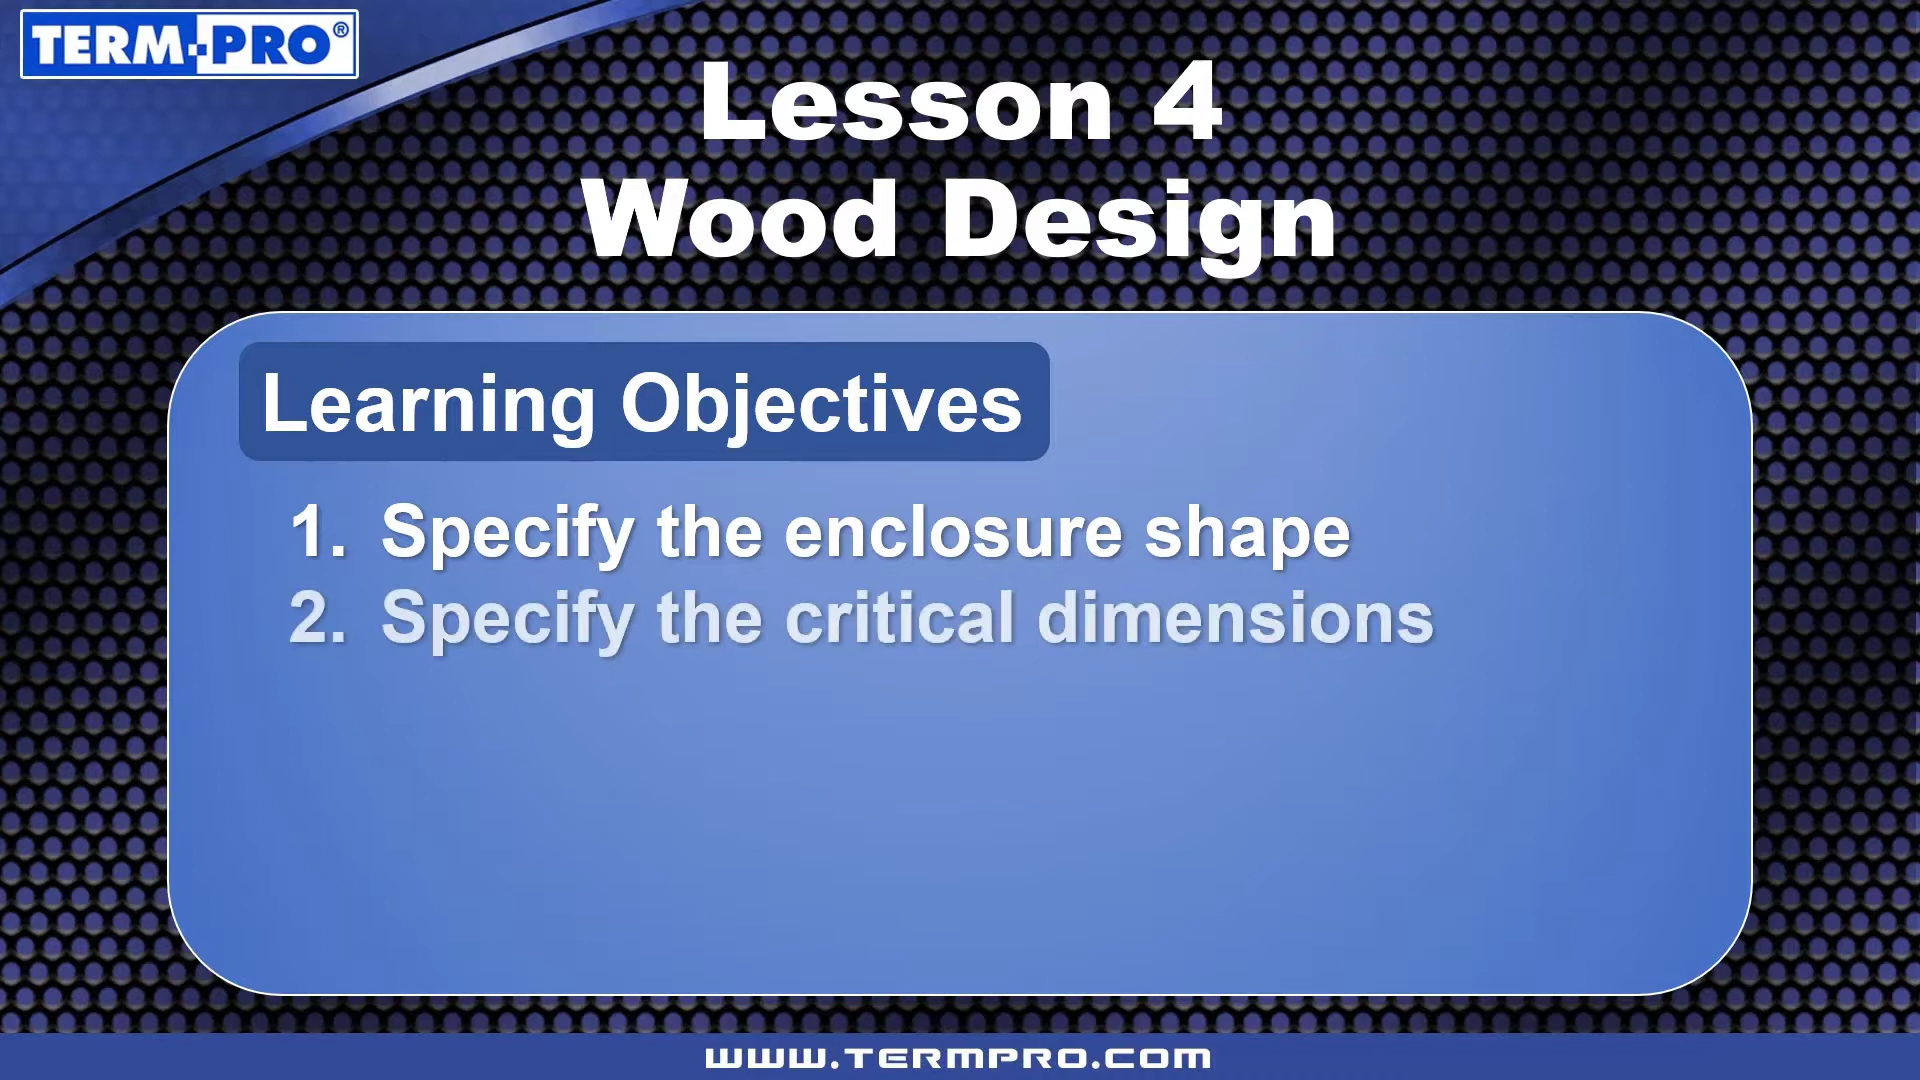 TERM-PRO®
Lesson 4
Wood Design
Learning Objectives
1. Specify the enclosure shape
2. Specify the critical dimensions
WWW.TERMPRO.COM